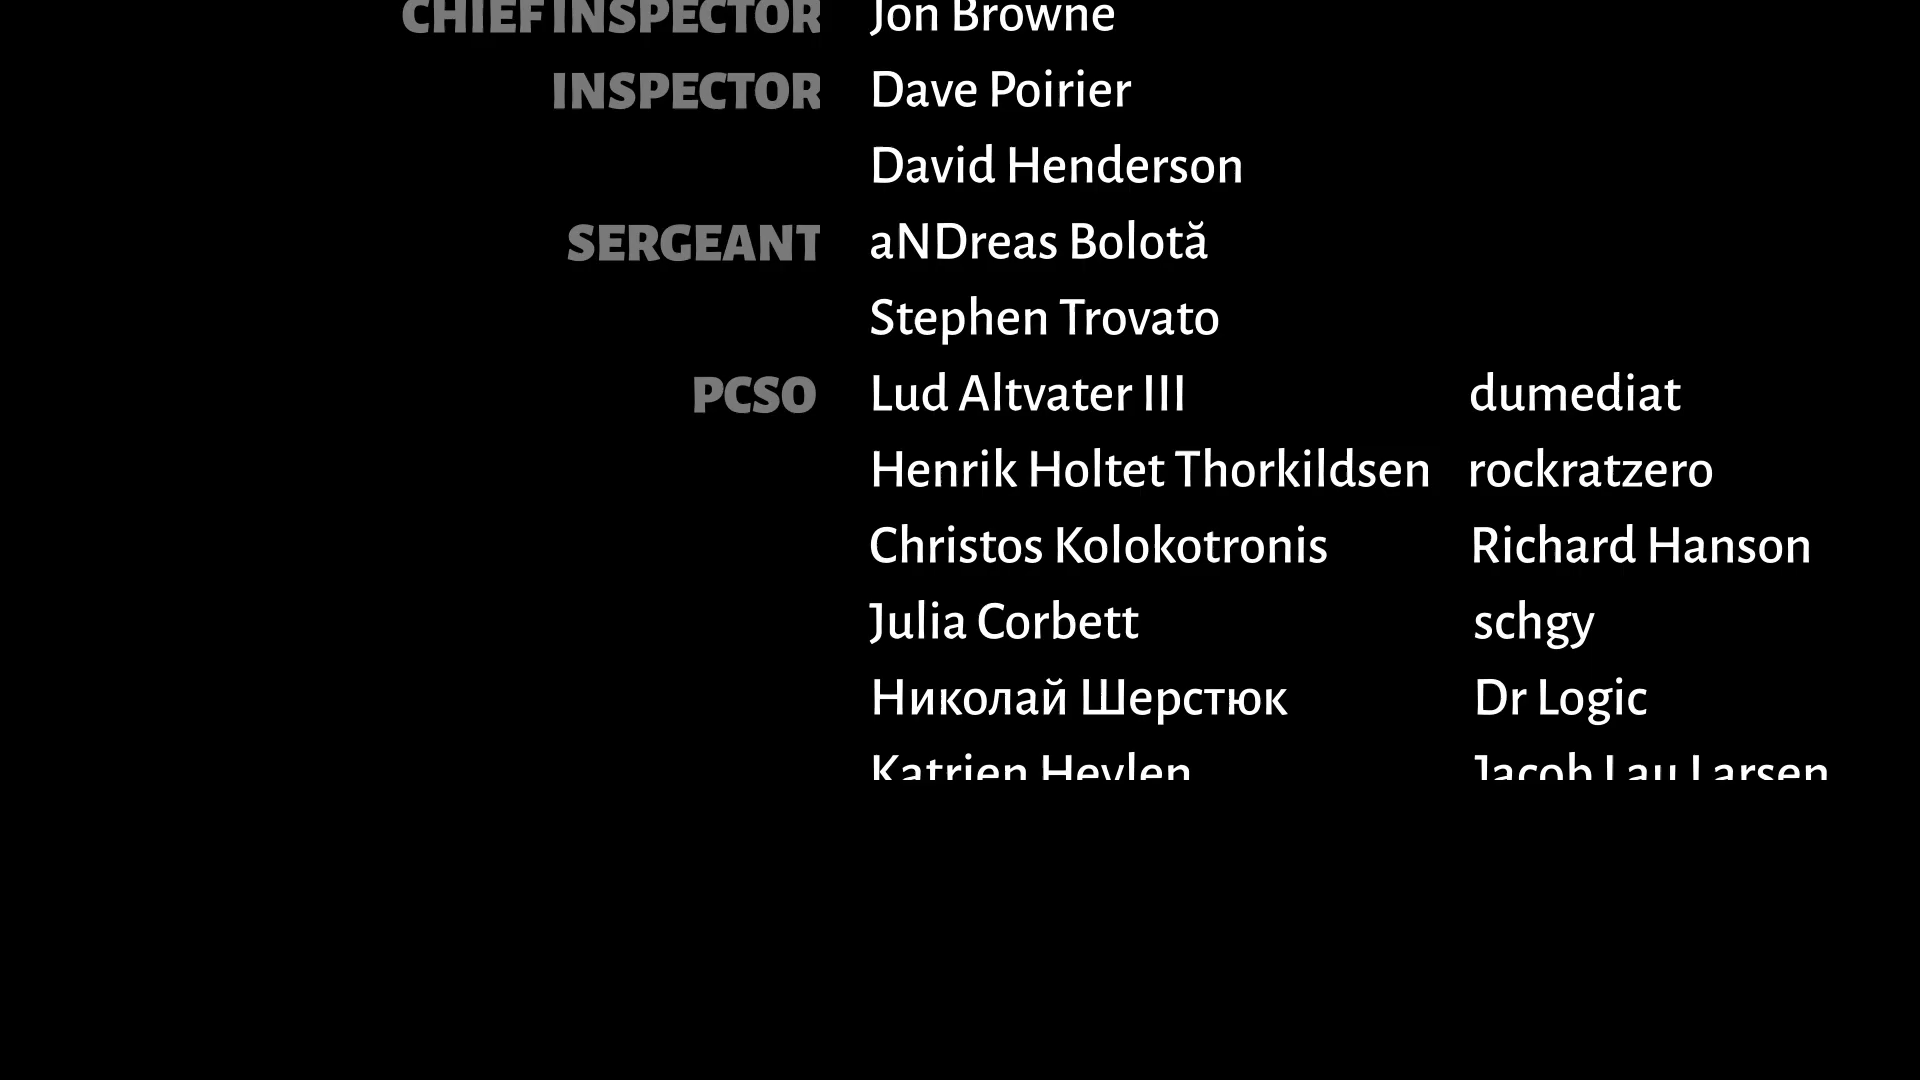 CHIEF INSPECTOR Jon Browne
INSPECTOR Dave Poirier
David Henderson
SERGEANT aNDreas Bolotă
Stephen Trovato
PCSO Lud Altvater III dumediat
Henrik Holtet Thorkildsen rockratzero
Christos Kolokotronis Richard Hanson
Julia Corbett schgy
Николай Шерстюк Dr Logic
Katrien Heylen Jacob Lau Larsen